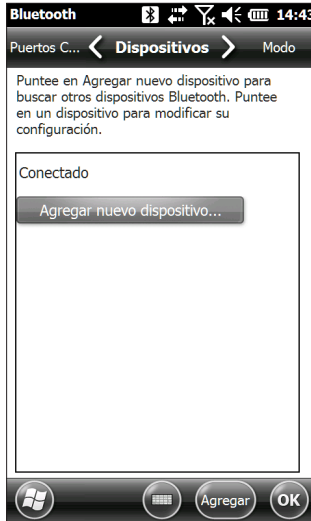 Bluetooth 14:43
Puertos C... Dispositivos Modo
Puntee en Agregar nuevo dispositivo para
buscar otros dispositivos Bluetooth. Puntee
en un dispositivo para modificar su
configuración.
Conectado
Agregar nuevo dispositivo...
Agregar OK